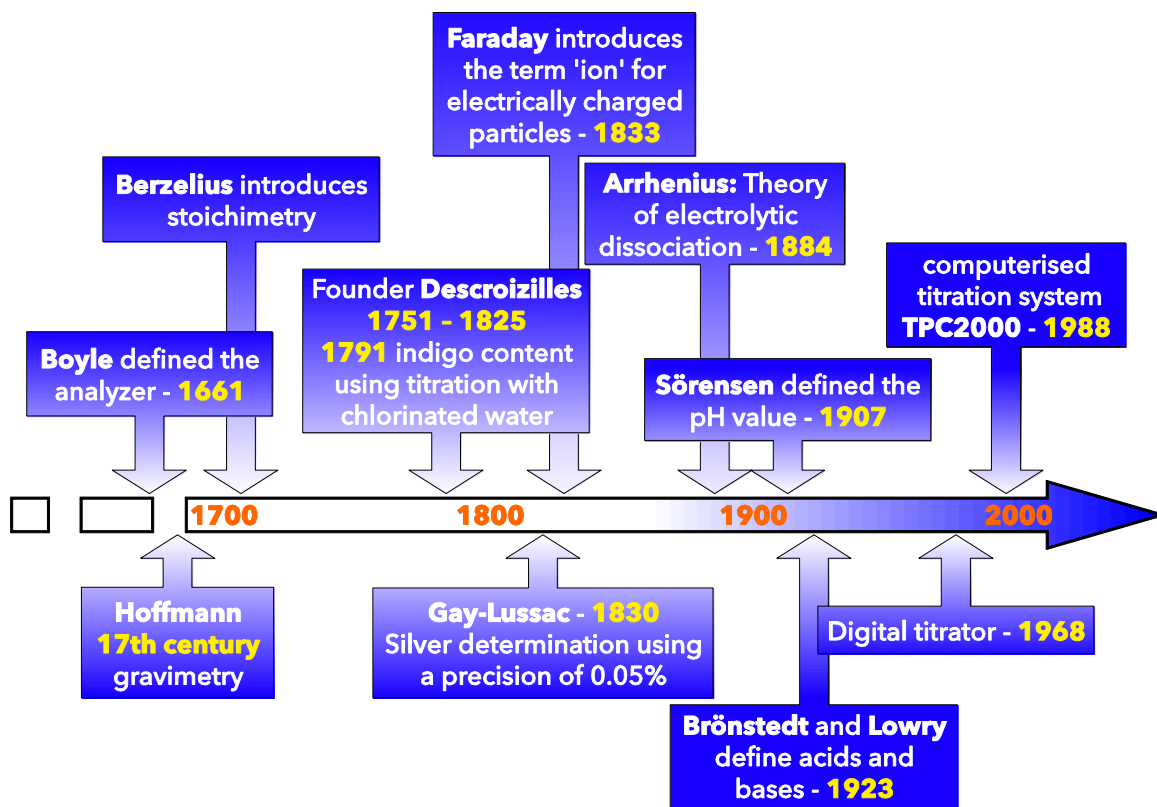 Faraday introduces
the term 'ion' for
electrically charged
particles - 1833
Berzelius introduces
stoichimetry
Arrhenius: Theory
of electrolytic
dissociation - 1884
computerised
titration system
TPC2000 - 1988
Founder Descroizilles
1751 – 1825
1791 indigo content
using titration with
chlorinated water
Boyle defined the
analyzer - 1661
Sörensen defined the
pH value - 1907
1700
1800
1900
2000
Hoffmann
17th century
gravimetry
Gay-Lussac - 1830
Silver determination using
a precision of 0.05%
Digital titrator - 1968
Brönstedt and Lowry
define acids and
bases - 1923